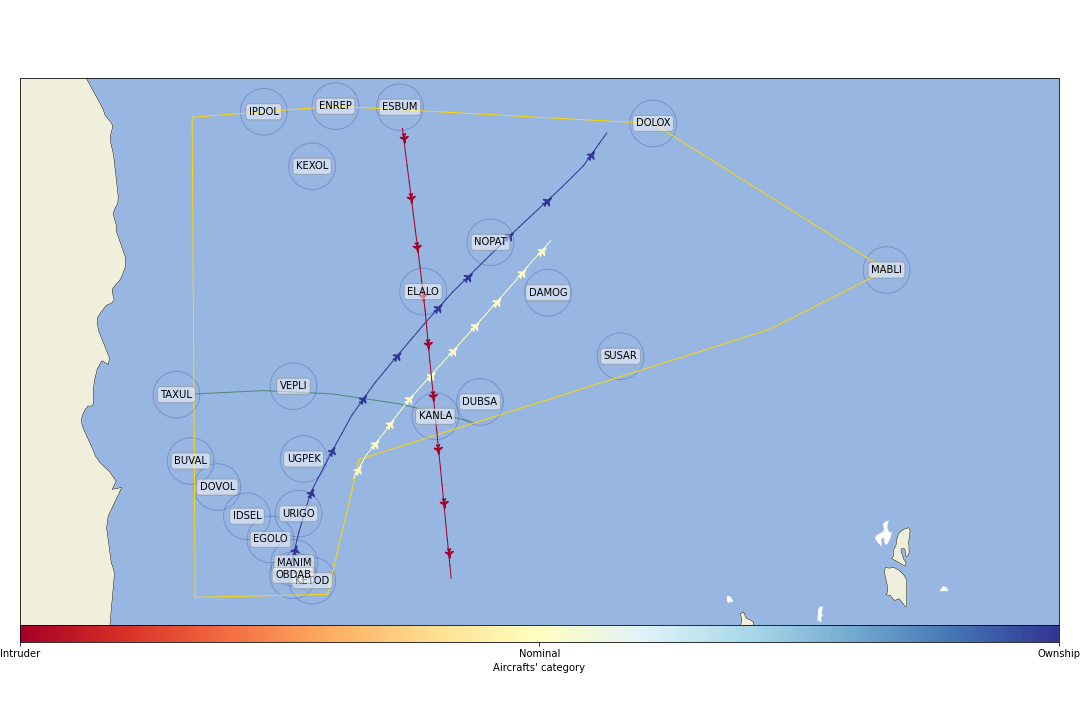 IPDOL
ENREP
ESBUM
DOLOX
KEXOL
NOPAT
MABLI
ELALO
DAMOG
SUSAR
TAXUL
VEPLI
DUBSA
KANLA
BUVAL
UGPEK
DOVOL
IDSEL
URIGO
EGOLO
MANIM
OBDAB
KETOD
Intruder
Nominal
Ownship
Aircrafts' category